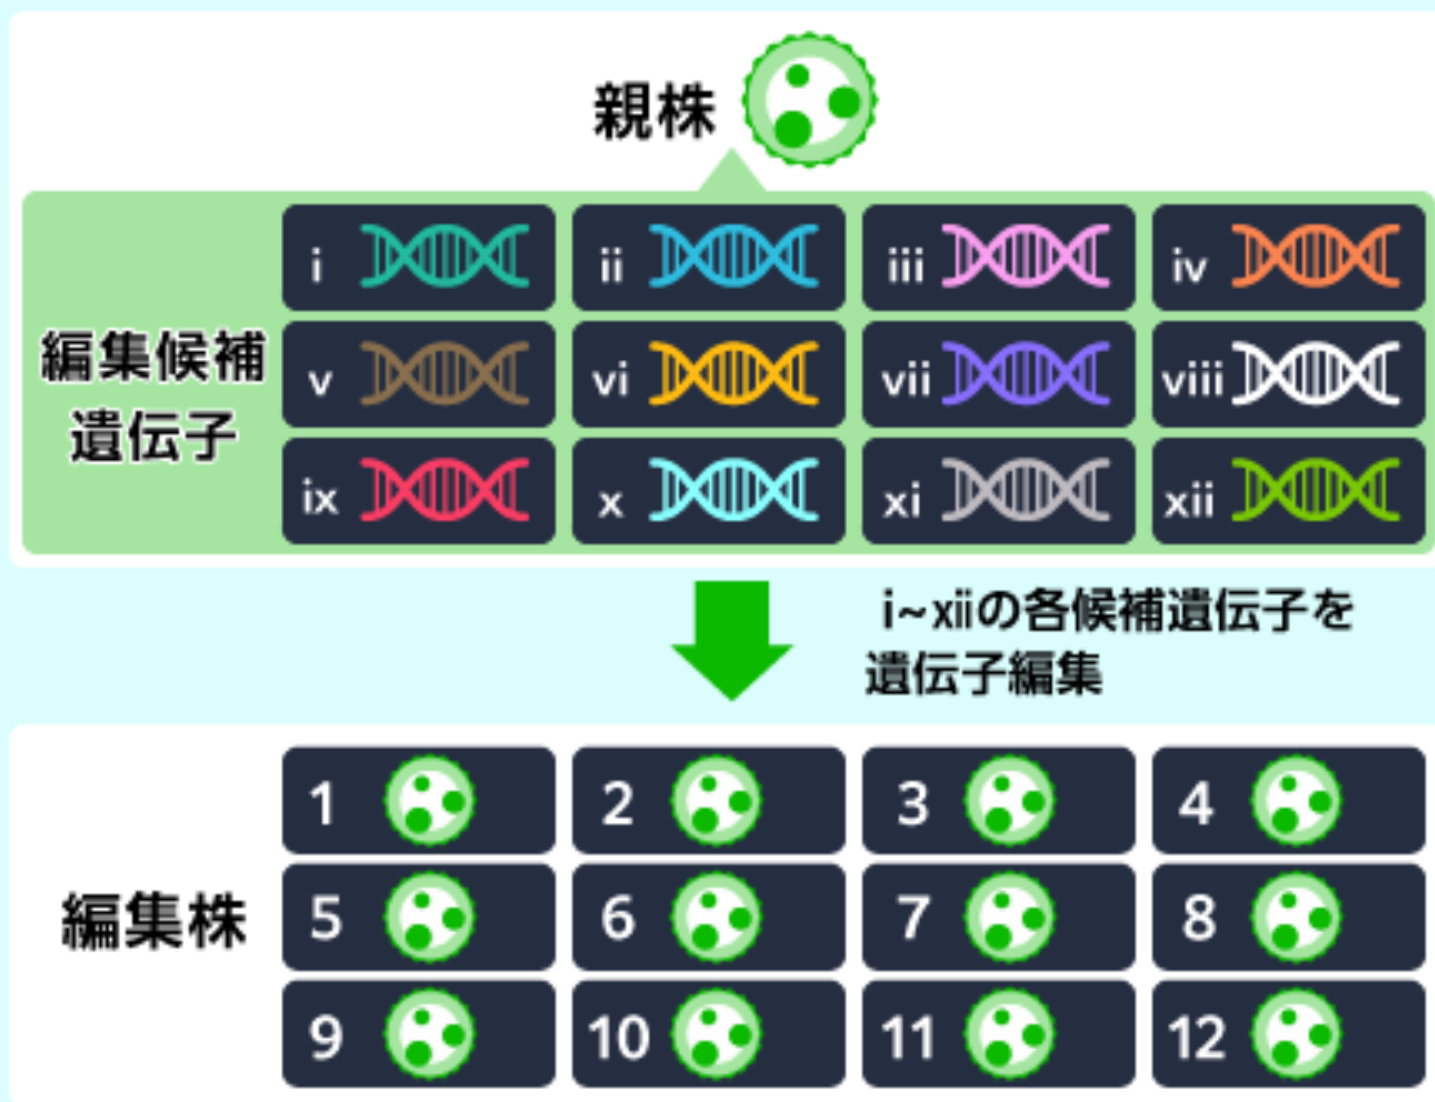 親株
編集候補
遺伝子
i ii iii iv
v vi vii viii
ix x xi xii
i~xiiの各候補遺伝子を
遺伝子編集
編集株
1 2 3 4
5 6 7 8
9 10 11 12